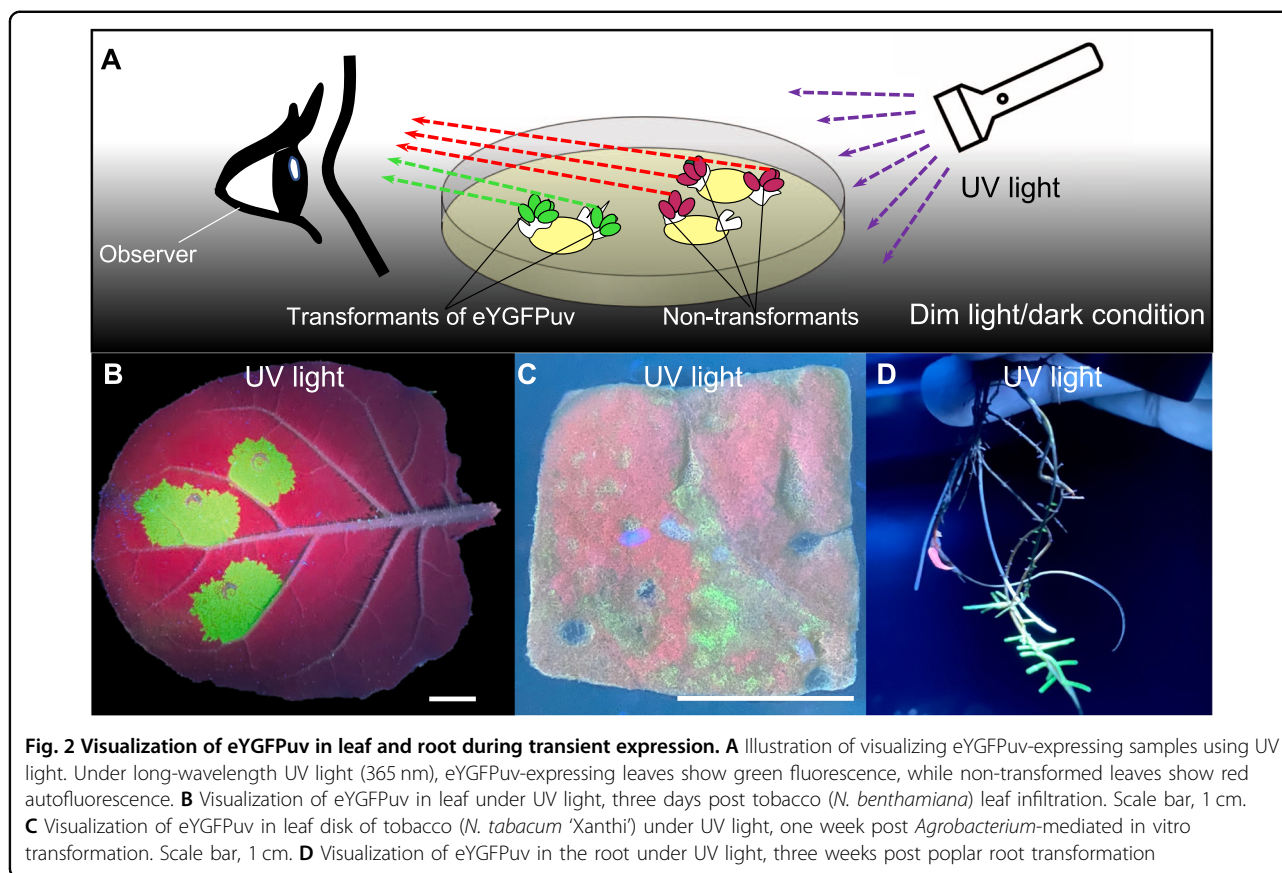 A
Observer
Transformants of eYGFPuv
Non-transformants
UV light
Dim light/dark condition
B
UV light
C
UV light
D
UV light
Fig. 2 Visualization of eYGFPuv in leaf and root during transient expression. A Illustration of visualizing eYGFPuv-expressing samples using UV
light. Under long-wavelength UV light (365 nm), eYGFPuv-expressing leaves show green fluorescence, while non-transformed leaves show red
autofluorescence. B Visualization of eYGFPuv in leaf under UV light, three days post tobacco (N. benthamiana) leaf infiltration. Scale bar, 1 cm.
C Visualization of eYGFPuv in leaf disk of tobacco (N. tabacum ‘Xanthi’) under UV light, one week post Agrobacterium-mediated in vitro
transformation. Scale bar, 1 cm. D Visualization of eYGFPuv in the root under UV light, three weeks post poplar root transformation